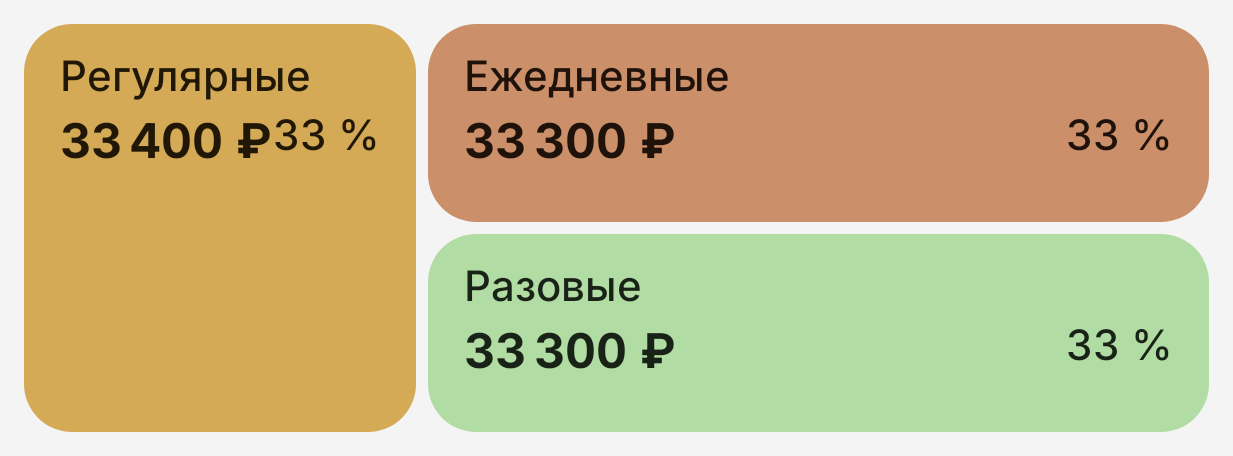 Регулярные
33 400 ₽ 33 %
Ежедневные
33 300 ₽ 33 %
Разовые
33 300 ₽ 33 %